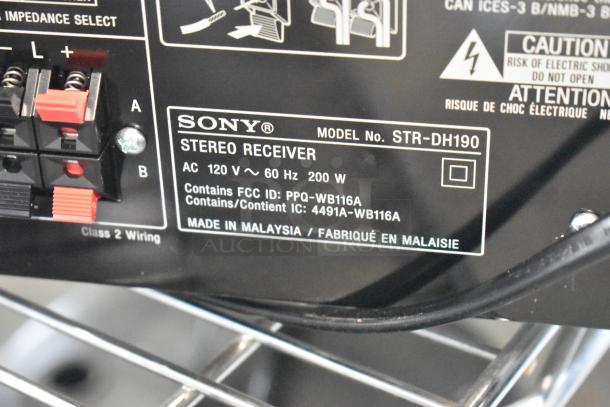 IMPEDANCE SELECT
CAN ICES-3 B/NMB-3 B
CAUTION
RISK OF ELECTRIC SHOCK
DO NOT OPEN
ATTENTION
RISQUE DE CHOC ÉLECTRIQUE
− L +
A
B
Class 2 Wiring
SONY®
MODEL No. STR-DH190
STEREO RECEIVER
AC 120 V ~ 60 Hz 200 W
Contains FCC ID: PPQ-WB116A
Contains/Contient IC: 4491A-WB116A
MADE IN MALAYSIA / FABRIQUÉ EN MALAISIE
AUCTION GROUP